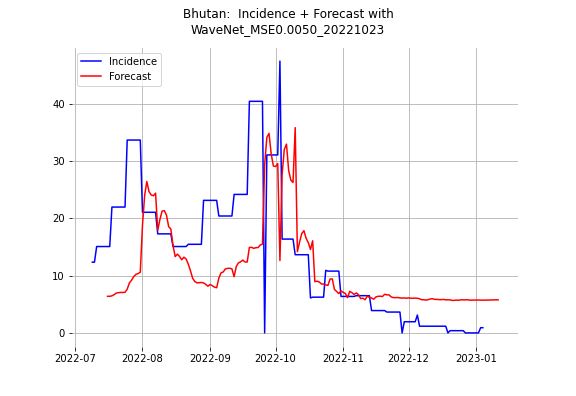 Bhutan:  Incidence + Forecast with
WaveNet_MSE0.0050_20221023
Incidence
Forecast
40
30
20
10
0
2022-07 2022-08 2022-09 2022-10 2022-11 2022-12 2023-01